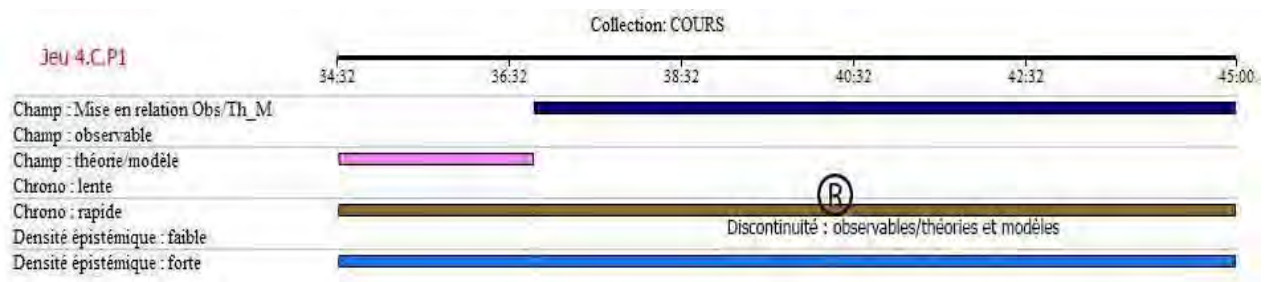 Collection: COURS
Jeu 4.C.P1
34:32 36:32 38:32 40:32 42:32 45:00
Champ : Mise en relation Obs/Th_M
Champ : observable
Champ : théorie/modèle
Chrono : lente
R
Chrono : rapide
Discontinuité : observables/théories et modèles
Densité épistémique : faible
Densité épistémique : forte